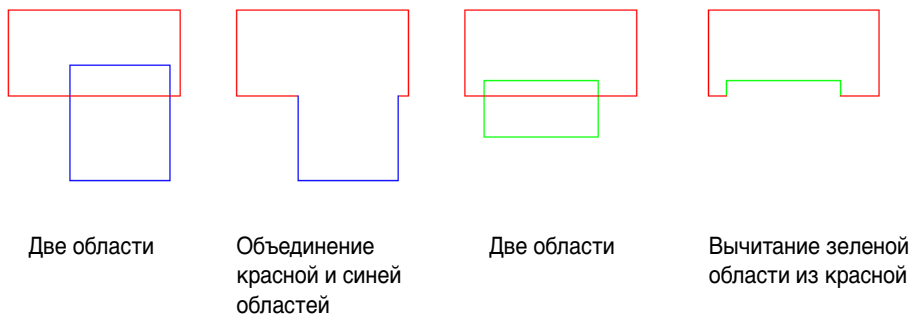 Две области
Объединение
красной и синей
областей
Две области
Вычитание зеленой
области из красной